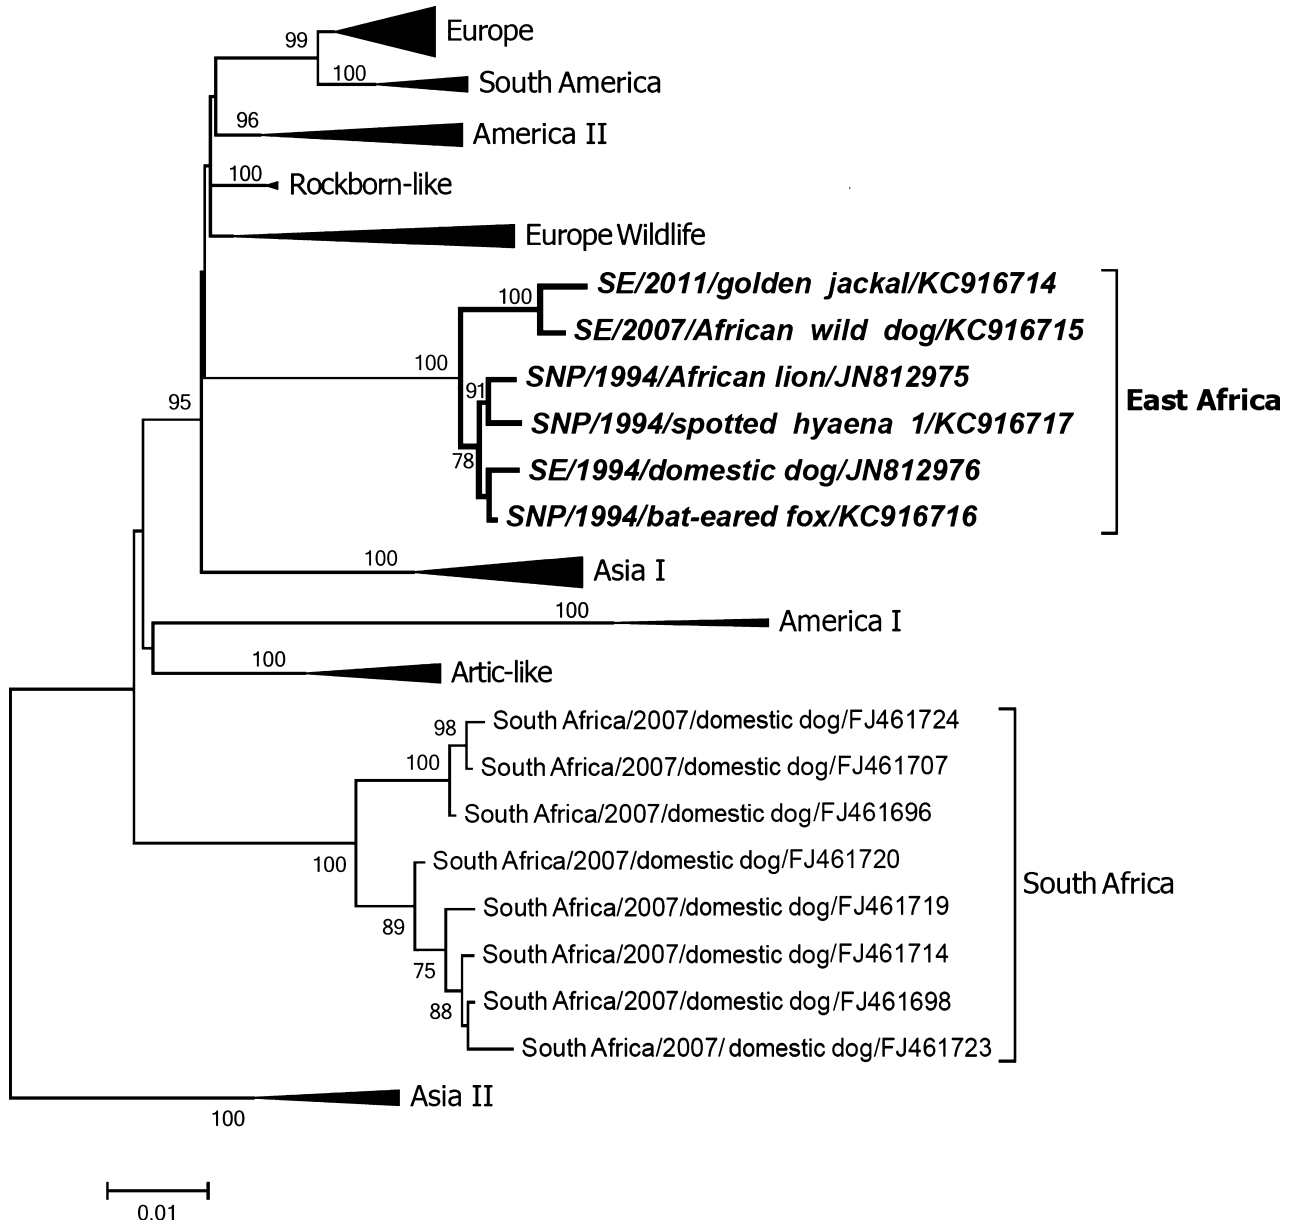 99
Europe
100
South America
96
America II
100
Rockborn-like
Europe Wildlife
SE/2011/golden jackal/KC916714
100
SE/2007/African wild dog/KC916715
100
SNP/1994/African lion/JN812975
91
East Africa
95
SNP/1994/spotted hyaena 1/KC916717
78
SE/1994/domestic dog/JN812976
SNP/1994/bat-eared fox/KC916716
100
Asia I
100
America I
100
Artic-like
98
South Africa/2007/domestic dog/FJ461724
100
South Africa/2007/domestic dog/FJ461707
South Africa/2007/domestic dog/FJ461696
100
South Africa/2007/domestic dog/FJ461720
South Africa
89
South Africa/2007/domestic dog/FJ461719
75
South Africa/2007/domestic dog/FJ461714
88
South Africa/2007/domestic dog/FJ461698
South Africa/2007/ domestic dog/FJ461723
Asia II
100
0.01